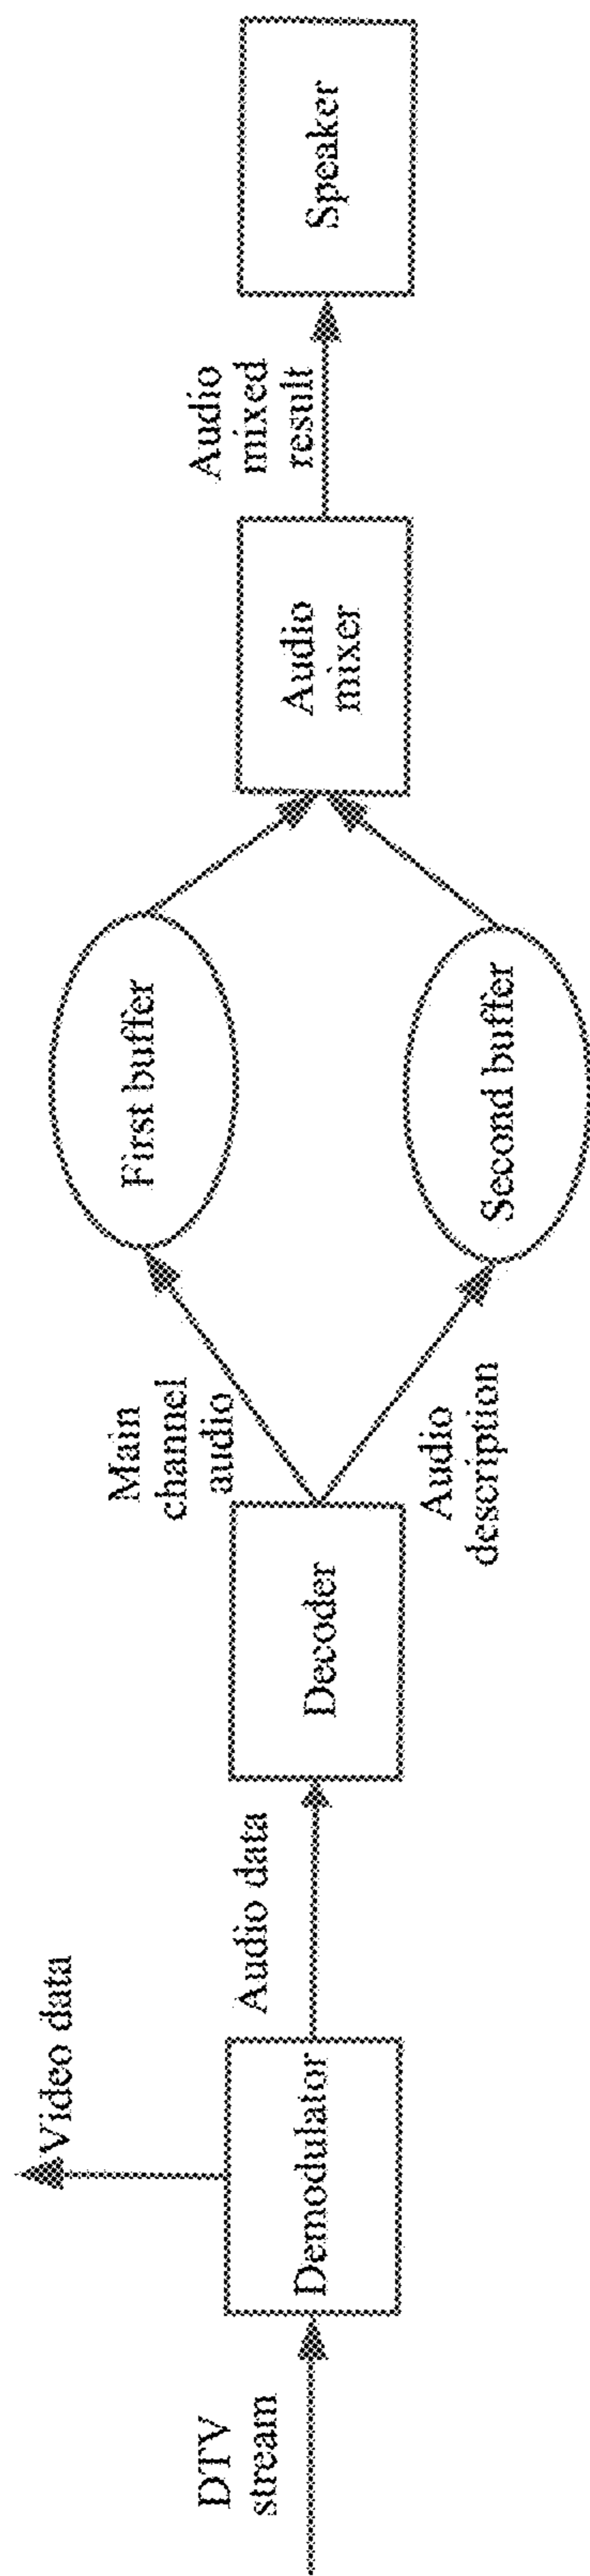 DTV
stream
Demodulator
Video data
Audio data
Decoder
Main
channel
audio
Audio
description
First buffer
Second buffer
Audio
mixer
Audio
mixed
result
Speaker